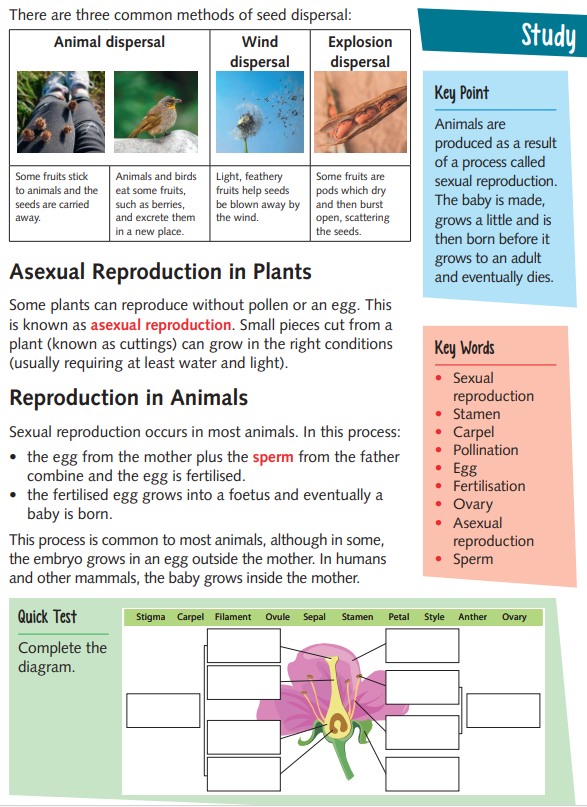 There are three common methods of seed dispersal:
Animal dispersal
Wind
dispersal
Explosion
dispersal
Some fruits stick
to animals and the
seeds are carried
away.
Animals and birds
eat some fruits,
such as berries,
and excrete them
in a new place.
Light, feathery
fruits help seeds
be blown away by
the wind.
Some fruits are
pods which dry
and then burst
open, scattering
the seeds.
Asexual Reproduction in Plants
Some plants can reproduce without pollen or an egg. This
is known as asexual reproduction. Small pieces cut from a
plant (known as cuttings) can grow in the right conditions
(usually requiring at least water and light).
Reproduction in Animals
Sexual reproduction occurs in most animals. In this process:
• the egg from the mother plus the sperm from the father
combine and the egg is fertilised.
• the fertilised egg grows into a foetus and eventually a
baby is born.
This process is common to most animals, although in some,
the embryo grows in an egg outside the mother. In humans
and other mammals, the baby grows inside the mother.
Study
Key Point
Animals are
produced as a result
of a process called
sexual reproduction.
The baby is made,
grows a little and is
then born before it
grows to an adult
and eventually dies.
Key Words
• Sexual
reproduction
• Stamen
• Carpel
• Pollination
• Egg
• Fertilisation
• Ovary
• Asexual
reproduction
• Sperm
Quick Test
Complete the
diagram.
Stigma Carpel Filament Ovule Sepal Stamen Petal Style Anther Ovary